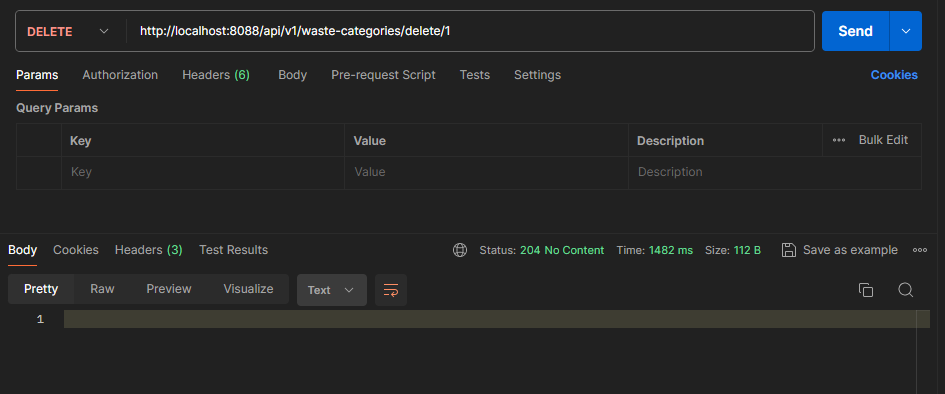 DELETE http://localhost:8088/api/v1/waste-categories/delete/1 Send
Params Authorization Headers (6) Body Pre-request Script Tests Settings Cookies
Query Params
Key Value Description Bulk Edit
Key Value Description
Body Cookies Headers (3) Test Results Status: 204 No Content Time: 1482 ms Size: 112 B Save as example
Pretty Raw Preview Visualize Text
1